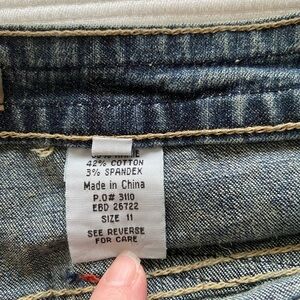 42% COTTON
3% SPANDEX
Made in China
P.O# 3110
EBD 26722
SIZE 11
SEE REVERSE
FOR CARE